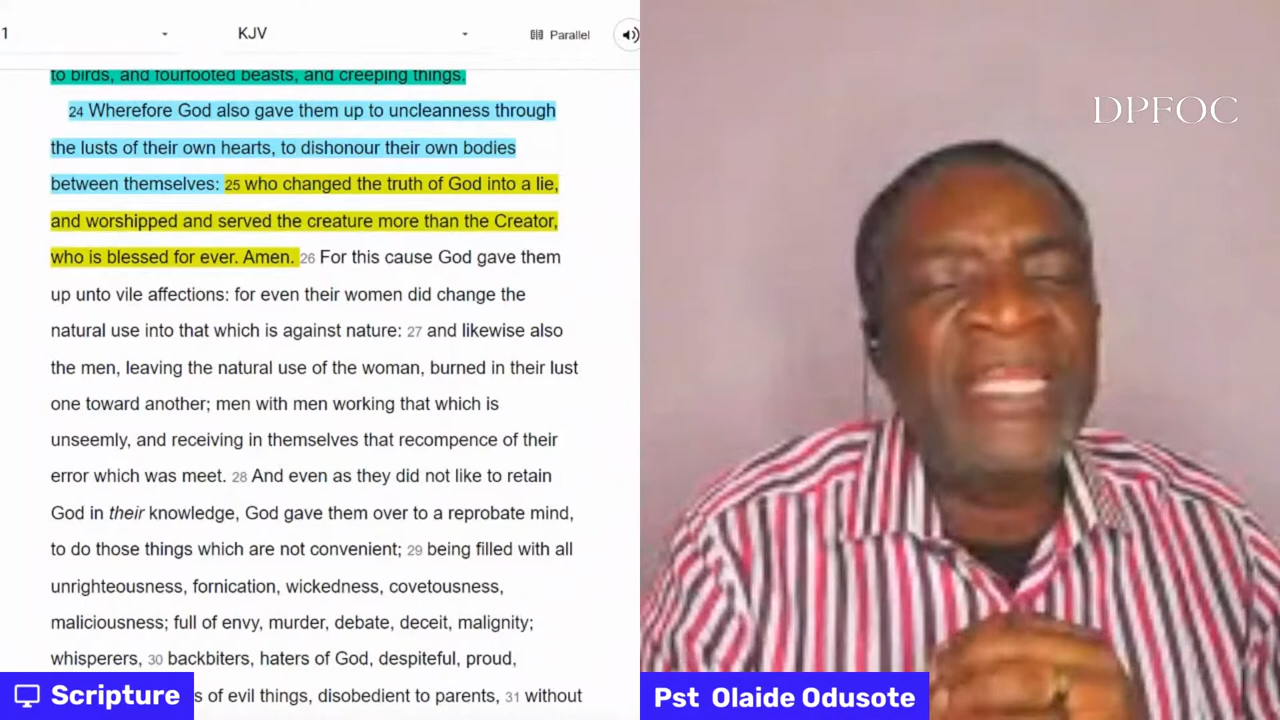 1
KJV
Parallel
to birds, and fourfooted beasts, and creeping things.
24 Wherefore God also gave them up to uncleanness through
the lusts of their own hearts, to dishonour their own bodies
between themselves: 25 who changed the truth of God into a lie,
and worshipped and served the creature more than the Creator,
who is blessed for ever. Amen. 26 For this cause God gave them
up unto vile affections: for even their women did change the
natural use into that which is against nature: 27 and likewise also
the men, leaving the natural use of the woman, burned in their lust
one toward another; men with men working that which is
unseemly, and receiving in themselves that recompence of their
error which was meet. 28 And even as they did not like to retain
God in their knowledge, God gave them over to a reprobate mind,
to do those things which are not convenient; 29 being filled with all
unrighteousness, fornication, wickedness, covetousness,
maliciousness; full of envy, murder, debate, deceit, malignity;
whisperers, 30 backbiters, haters of God, despiteful, proud,
s of evil things, disobedient to parents, 31 without
Scripture
DPFOC
Pst Olaide Odusote